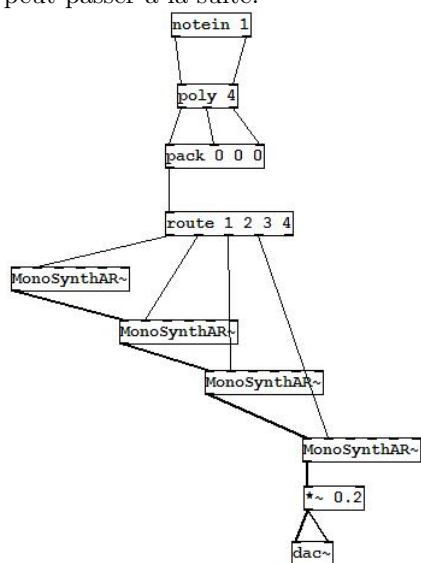 peut passer à la suite.
notein 1
poly 4
pack 0 0 0
route 1 2 3 4
MonoSynthAR~
MonoSynthAR~
MonoSynthAR~
MonoSynthAR~
*~ 0.2
dac~